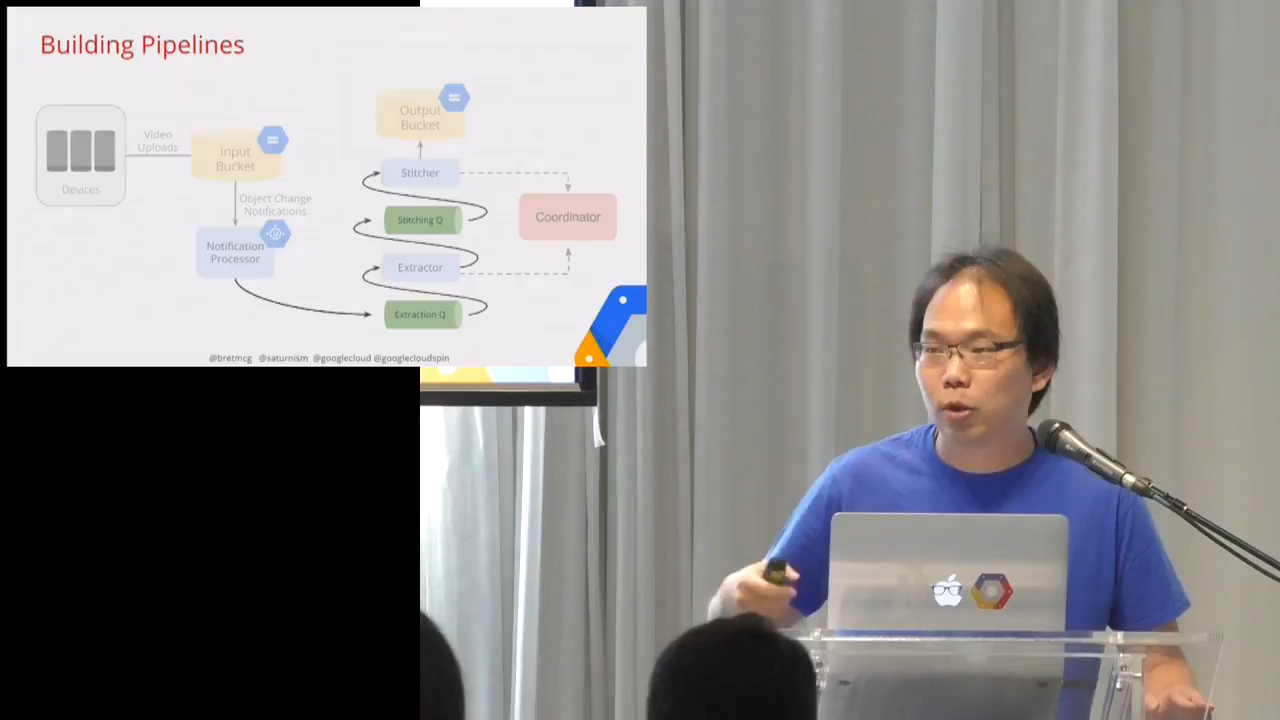 Building Pipelines
Output
Bucket
Video
Uploads
Input
Bucket
Stitcher
Devices
Object Change
Notifications
Stitching Q
Coordinator
Notification
Processor
Extractor
Extraction Q
@bretmcg @saturnism @googlecloud @googlecloudspin